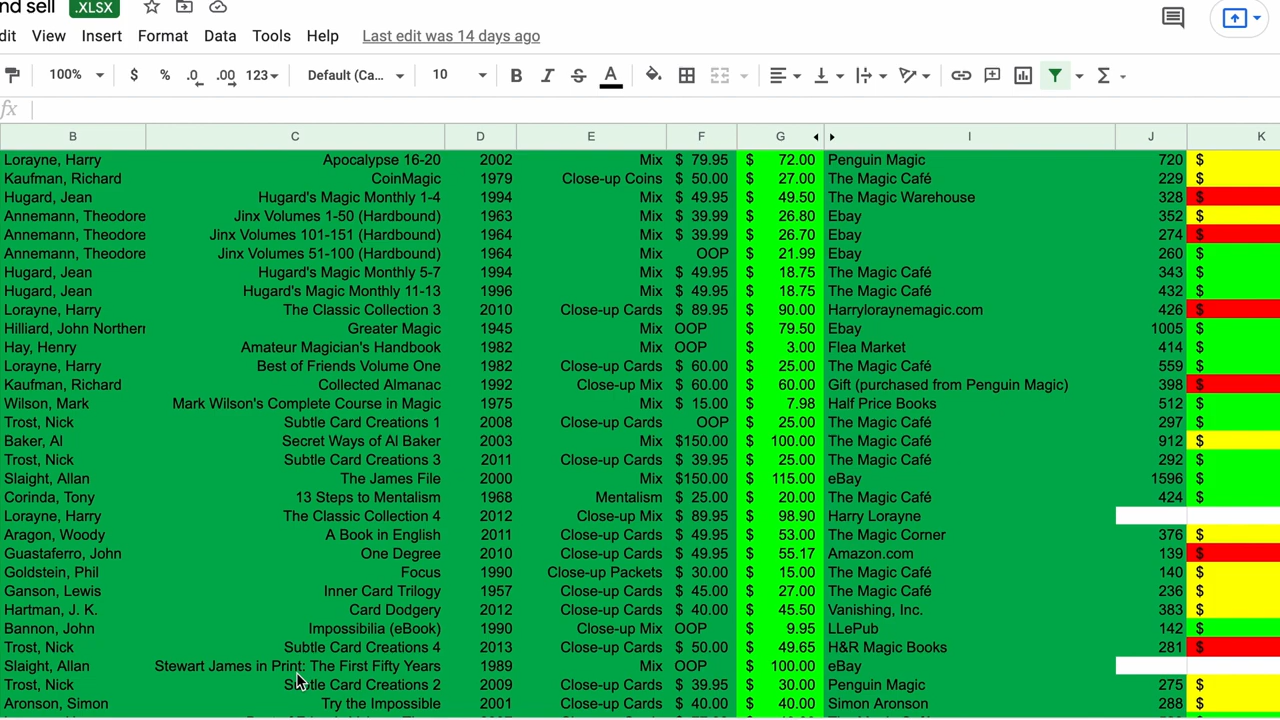 nd sell .XLSX
dit View Insert Format Data Tools Help Last edit was 14 days ago
100% $ % .0 .00 123 Default (Ca... 10 B I S A Σ
fx
B C D E F G I J K
Lorayne, Harry Apocalypse 16-20 2002 Mix $ 79.95 $ 72.00 Penguin Magic 720 $
Kaufman, Richard CoinMagic 1979 Close-up Coins $ 50.00 $ 27.00 The Magic Café 229 $
Hugard, Jean Hugard's Magic Monthly 1-4 1994 Mix $ 49.95 $ 49.50 The Magic Warehouse 328 $
Annemann, Theodore Jinx Volumes 1-50 (Hardbound) 1963 Mix $ 39.99 $ 26.80 Ebay 352 $
Annemann, Theodore Jinx Volumes 101-151 (Hardbound) 1964 Mix $ 39.99 $ 26.70 Ebay 274 $
Annemann, Theodore Jinx Volumes 51-100 (Hardbound) 1964 Mix OOP $ 21.99 Ebay 260 $
Hugard, Jean Hugard's Magic Monthly 5-7 1994 Mix $ 49.95 $ 18.75 The Magic Café 343 $
Hugard, Jean Hugard's Magic Monthly 11-13 1996 Mix $ 49.95 $ 18.75 The Magic Café 432 $
Lorayne, Harry The Classic Collection 3 2010 Close-up Cards $ 89.95 $ 90.00 Harryloraynemagic.com 426 $
Hilliard, John Northern Greater Magic 1945 Mix OOP $ 79.50 Ebay 1005 $
Hay, Henry Amateur Magician's Handbook 1982 Mix OOP $ 3.00 Flea Market 414 $
Lorayne, Harry Best of Friends Volume One 1982 Close-up Cards $ 60.00 $ 25.00 The Magic Café 559 $
Kaufman, Richard Collected Almanac 1992 Close-up Mix $ 60.00 $ 60.00 Gift (purchased from Penguin Magic) 398 $
Wilson, Mark Mark Wilson's Complete Course in Magic 1975 Mix $ 15.00 $ 7.98 Half Price Books 512 $
Trost, Nick Subtle Card Creations 1 2008 Close-up Cards OOP $ 25.00 The Magic Café 297 $
Baker, Al Secret Ways of Al Baker 2003 Mix $150.00 $ 100.00 The Magic Café 912 $
Trost, Nick Subtle Card Creations 3 2011 Close-up Cards $ 39.95 $ 25.00 The Magic Café 292 $
Slaight, Allan The James File 2000 Mix $150.00 $ 115.00 eBay 1596 $
Corinda, Tony 13 Steps to Mentalism 1968 Mentalism $ 25.00 $ 20.00 The Magic Café 424 $
Lorayne, Harry The Classic Collection 4 2012 Close-up Mix $ 89.95 $ 98.90 Harry Lorayne
Aragon, Woody A Book in English 2011 Close-up Cards $ 49.95 $ 53.00 The Magic Corner 376 $
Guastaferro, John One Degree 2010 Close-up Cards $ 49.95 $ 55.17 Amazon.com 139 $
Goldstein, Phil Focus 1990 Close-up Packets $ 30.00 $ 15.00 The Magic Café 140 $
Ganson, Lewis Inner Card Trilogy 1957 Close-up Cards $ 45.00 $ 27.00 The Magic Café 236 $
Hartman, J. K. Card Dodgery 2012 Close-up Cards $ 40.00 $ 45.50 Vanishing, Inc. 383 $
Bannon, John Impossibilia (eBook) 1990 Close-up Mix OOP $ 9.95 LLePub 142 $
Trost, Nick Subtle Card Creations 4 2013 Close-up Cards $ 50.00 $ 49.65 H&R Magic Books 281 $
Slaight, Allan Stewart James in Print: The First Fifty Years 1989 Mix OOP $ 100.00 eBay
Trost, Nick Subtle Card Creations 2 2009 Close-up Cards $ 39.95 $ 30.00 Penguin Magic 275 $
Aronson, Simon Try the Impossible 2001 Close-up Cards $ 40.00 $ 40.00 Simon Aronson 288 $